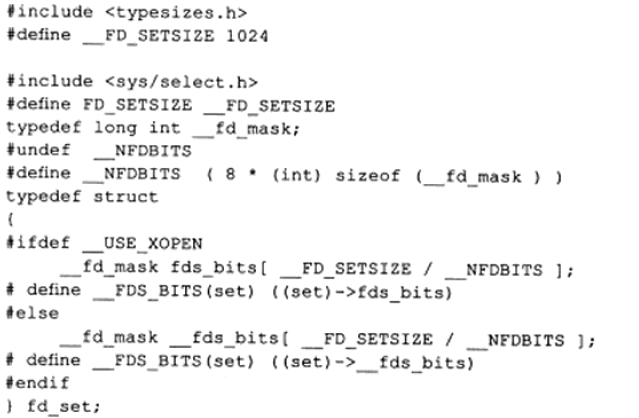 #include <typesizes.h>
#define __FD_SETSIZE 1024
#include <sys/select.h>
#define FD_SETSIZE __FD_SETSIZE
typedef long int __fd_mask;
#undef __NFDBITS
#define __NFDBITS ( 8 * (int) sizeof (__fd_mask ) )
typedef struct
{
#ifdef __USE_XOPEN
__fd_mask fds_bits[ __FD_SETSIZE / __NFDBITS ];
# define __FDS_BITS(set) ((set)->fds_bits)
#else
__fd_mask __fds_bits[ __FD_SETSIZE / __NFDBITS ];
# define __FDS_BITS(set) ((set)->__fds_bits)
#endif
} fd_set;